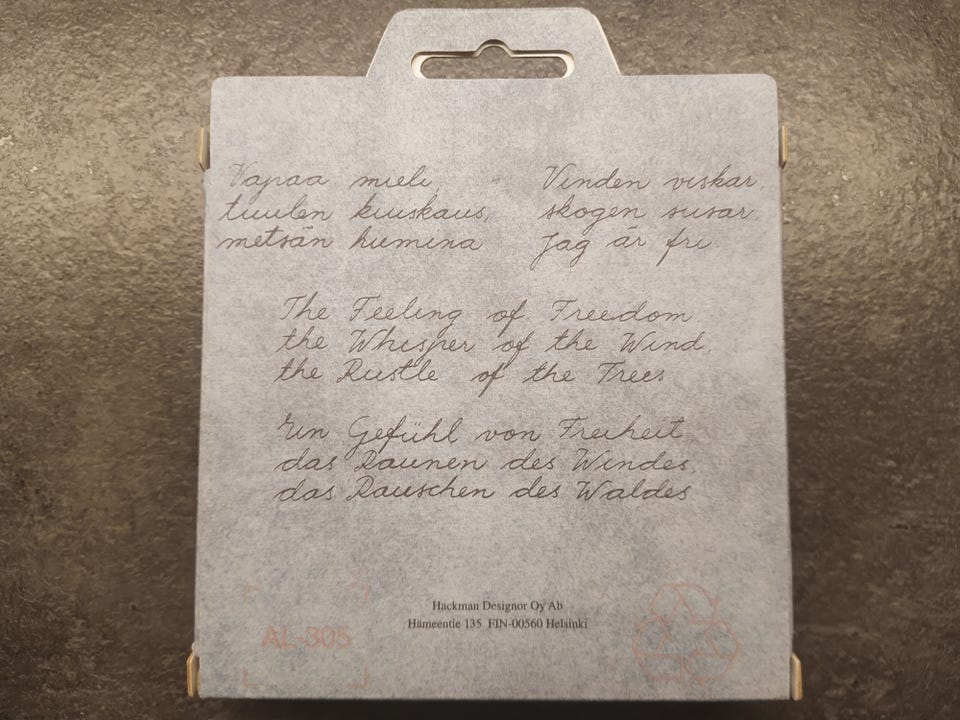 Vapaa mieli,
tuulen kuiskaus,
metsän humina
Vinden viskar,
skogen susar,
Jag är fri
The Feeling of Freedom
the Whisper of the Wind,
the Rustle of the Trees
Ein Gefühl von Freiheit
das Raunen des Windes,
das Rauschen des Waldes
Hackman Designor Oy Ab
Hämeentie 135 FIN-00560 Helsinki
AL-305